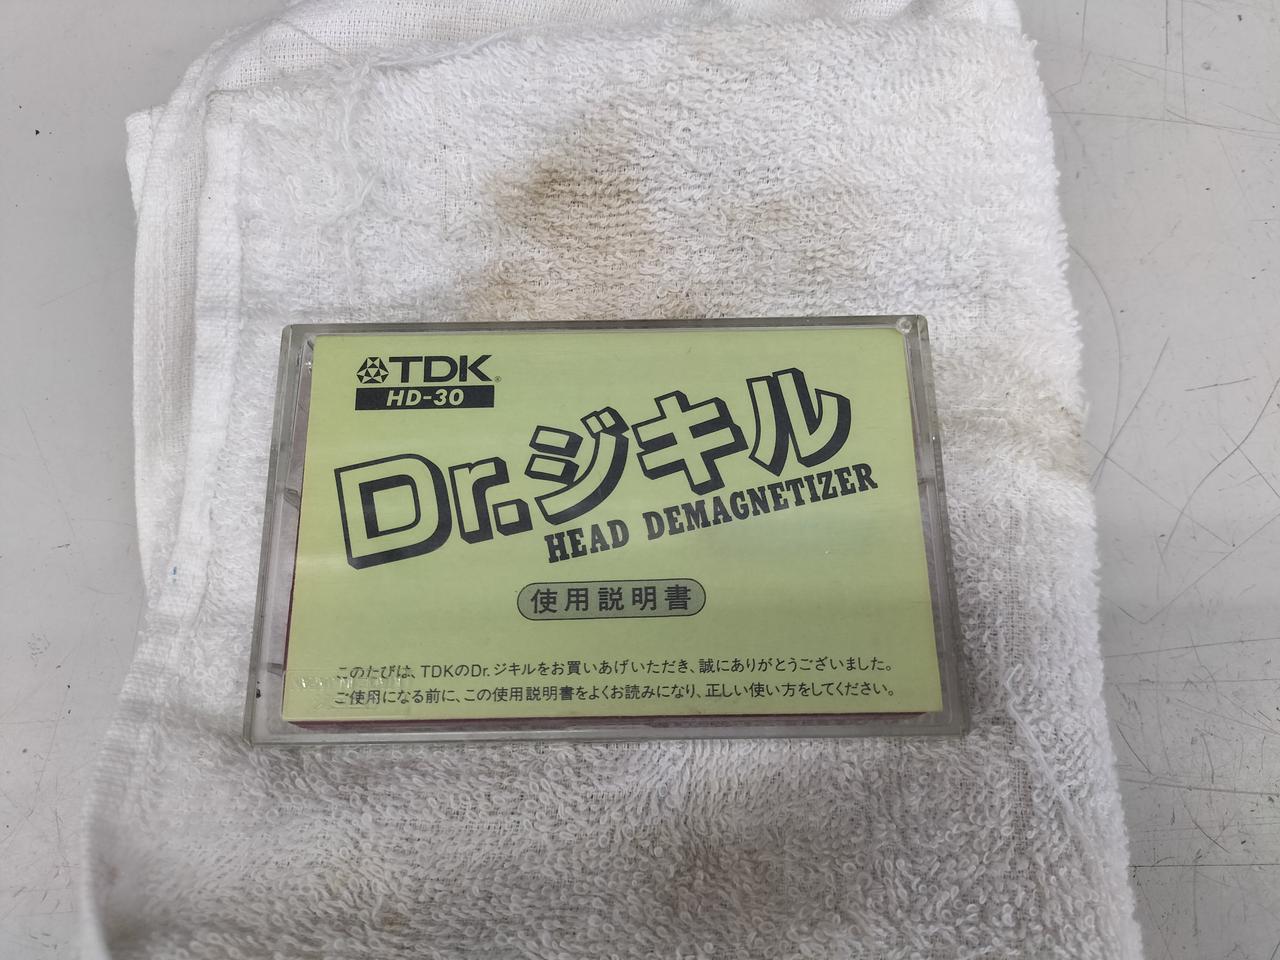 TDK®
HD-30
Dr.ジキル
HEAD DEMAGNETIZER
使用説明書
このたびは、TDKのDr.ジキルをお買いあげいただき、誠にありがとうございました。
ご使用になる前に、この使用説明書をよくお読みになり、正しい使い方をしてください。